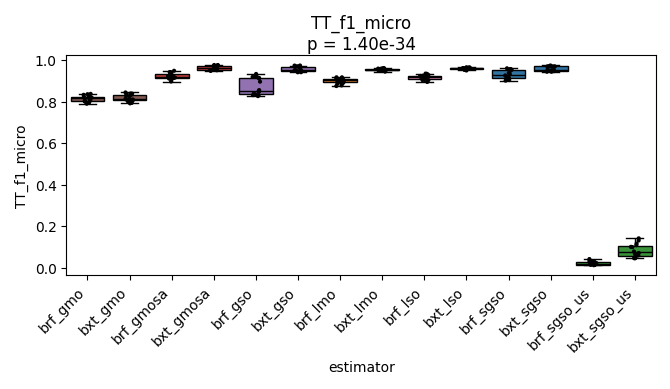 TT_f1_micro
p = 1.40e-34
TT_f1_micro
1.0
0.8
0.6
0.4
0.2
0.0
brf_gmo
bxt_gmo
brf_gmosa
bxt_gmosa
brf_gso
bxt_gso
brf_lmo
bxt_lmo
brf_lso
bxt_lso
brf_sgso
bxt_sgso
brf_sgso_us
bxt_sgso_us
estimator